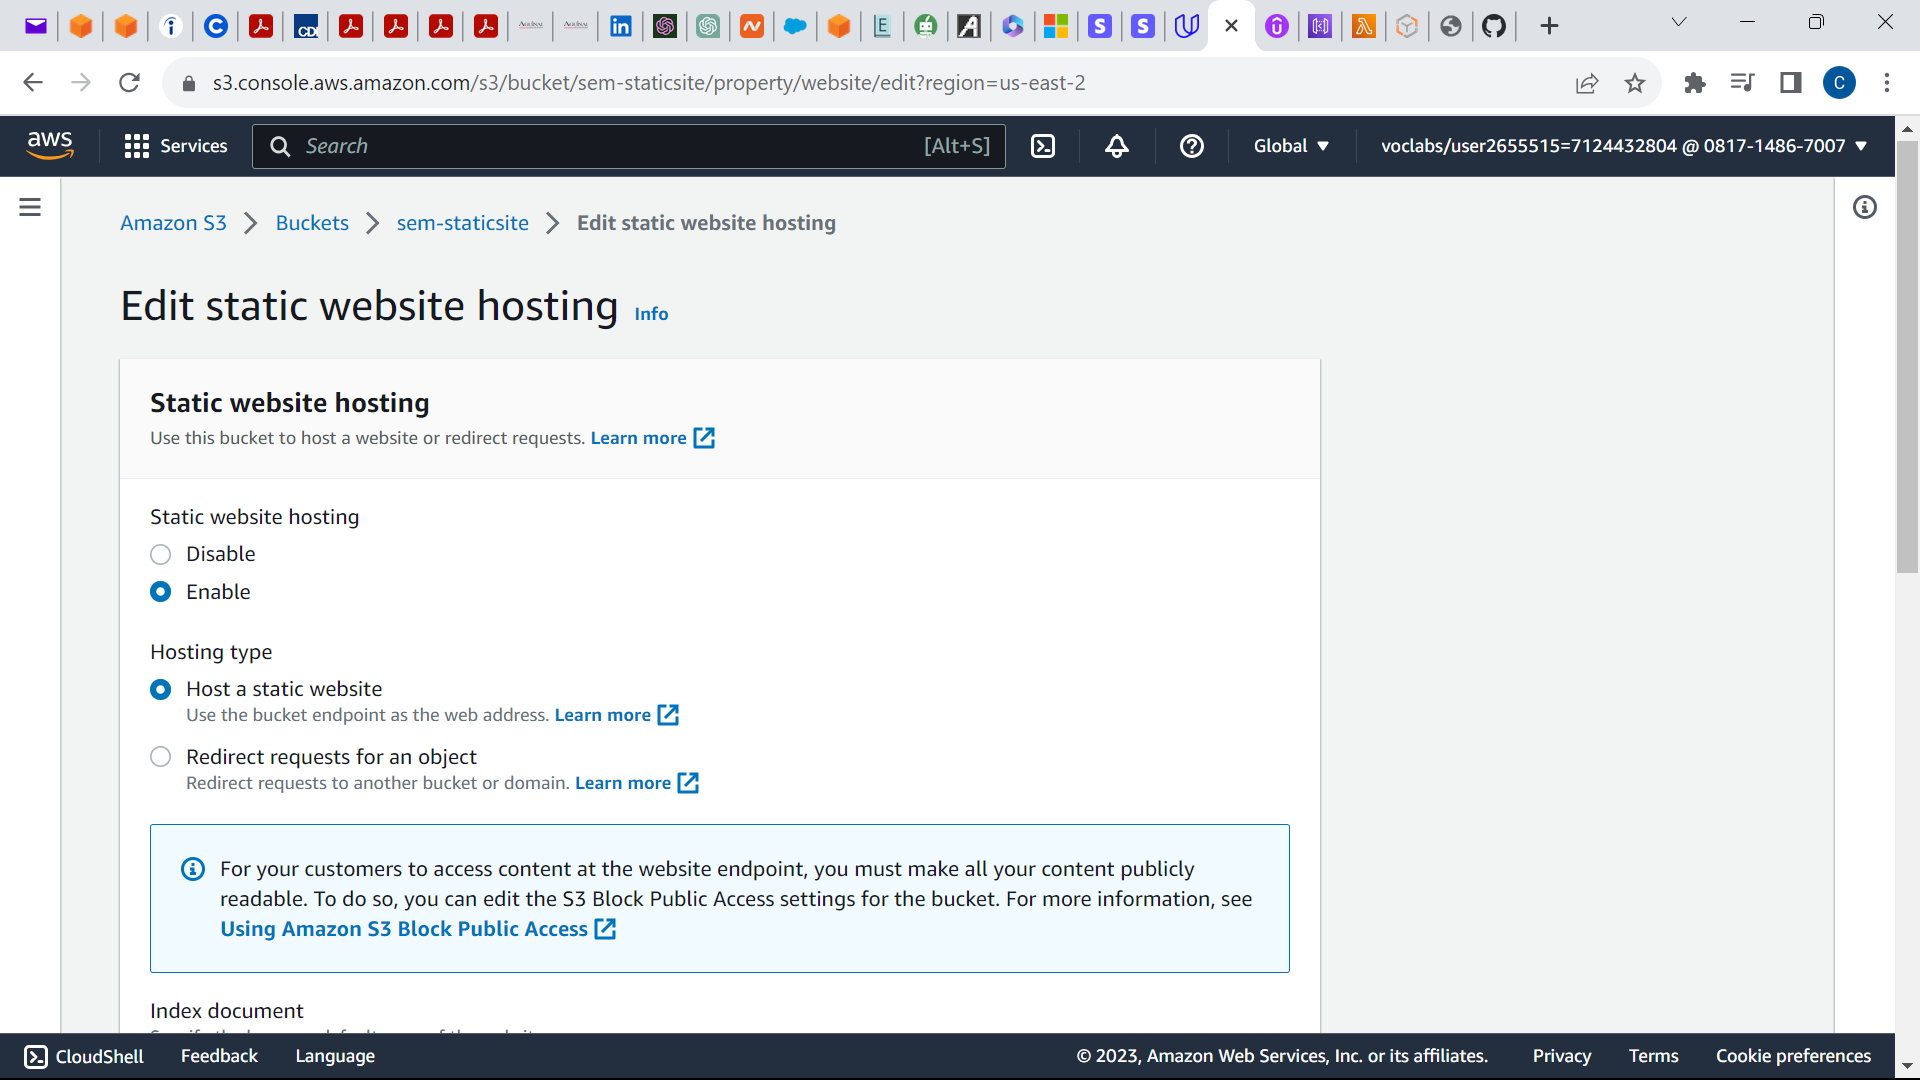 s3.console.aws.amazon.com/s3/bucket/sem-staticsite/property/website/edit?region=us-east-2
C
aws
Services
Search
[Alt+S]
Global
voclabs/user2655515=7124432804 @ 0817-1486-7007
Amazon S3
Buckets
sem-staticsite
Edit static website hosting
Edit static website hosting
Info
Static website hosting
Use this bucket to host a website or redirect requests. Learn more
Static website hosting
Disable
Enable
Hosting type
Host a static website
Use the bucket endpoint as the web address. Learn more
Redirect requests for an object
Redirect requests to another bucket or domain. Learn more
For your customers to access content at the website endpoint, you must make all your content publicly
readable. To do so, you can edit the S3 Block Public Access settings for the bucket. For more information, see
Using Amazon S3 Block Public Access
Index document
CloudShell
Feedback
Language
© 2023, Amazon Web Services, Inc. or its affiliates.
Privacy
Terms
Cookie preferences